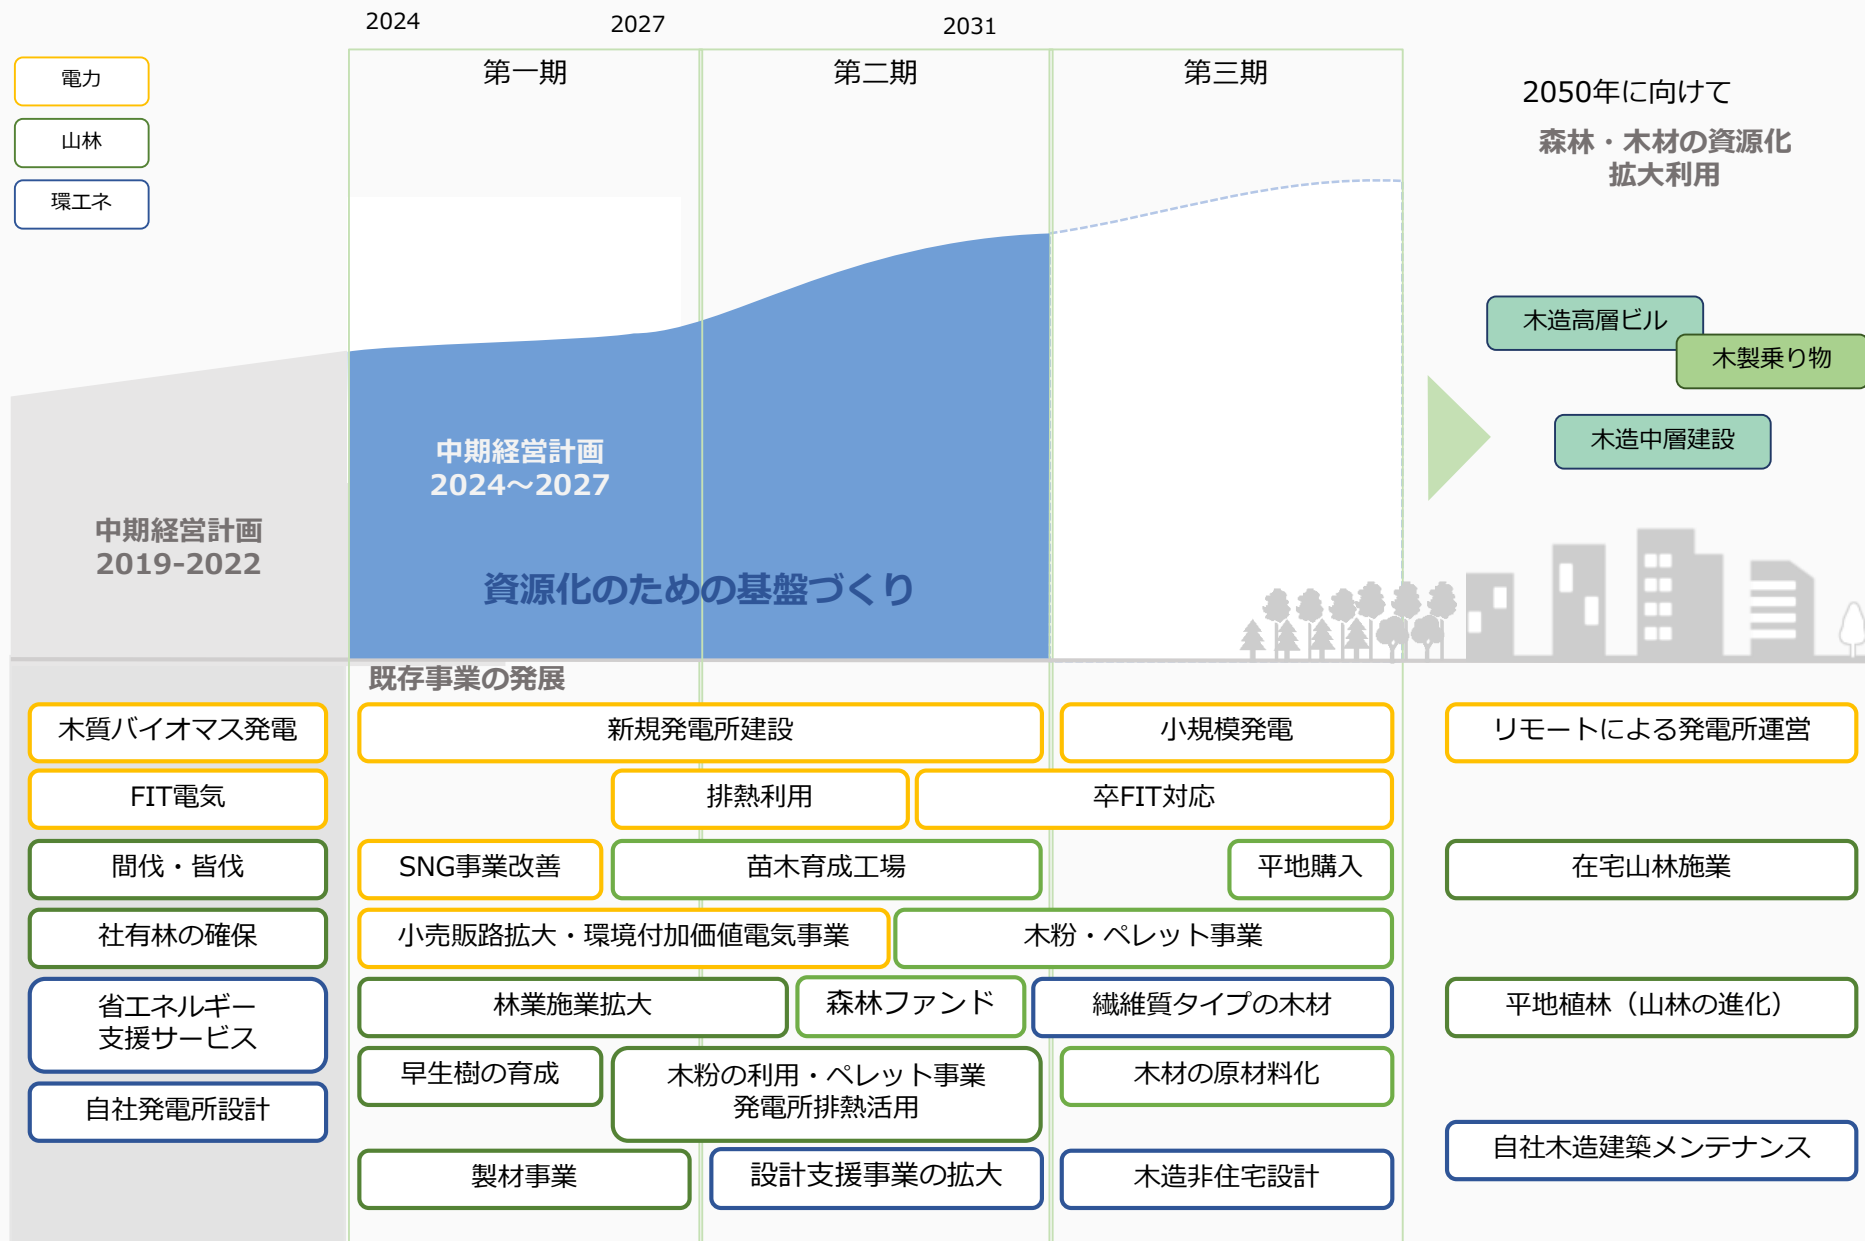 2024
2027
2031
電力
山林
環エネ
第一期
第二期
第三期
2050年に向けて
森林・木材の資源化
拡大利用
木造高層ビル
木製乗り物
木造中層建設
中期経営計画
2024～2027
中期経営計画
2019-2022
資源化のための基盤づくり
既存事業の発展
木質バイオマス発電
新規発電所建設
小規模発電
リモートによる発電所運営
FIT電気
排熱利用
卒FIT対応
間伐・皆伐
SNG事業改善
苗木育成工場
平地購入
在宅山林施業
社有林の確保
小売販路拡大・環境付加価値電気事業
木粉・ペレット事業
省エネルギー
支援サービス
林業施業拡大
森林ファンド
繊維質タイプの木材
平地植林（山林の進化）
早生樹の育成
木粉の利用・ペレット事業
発電所排熱活用
木材の原材料化
自社発電所設計
自社木造建築メンテナンス
製材事業
設計支援事業の拡大
木造非住宅設計